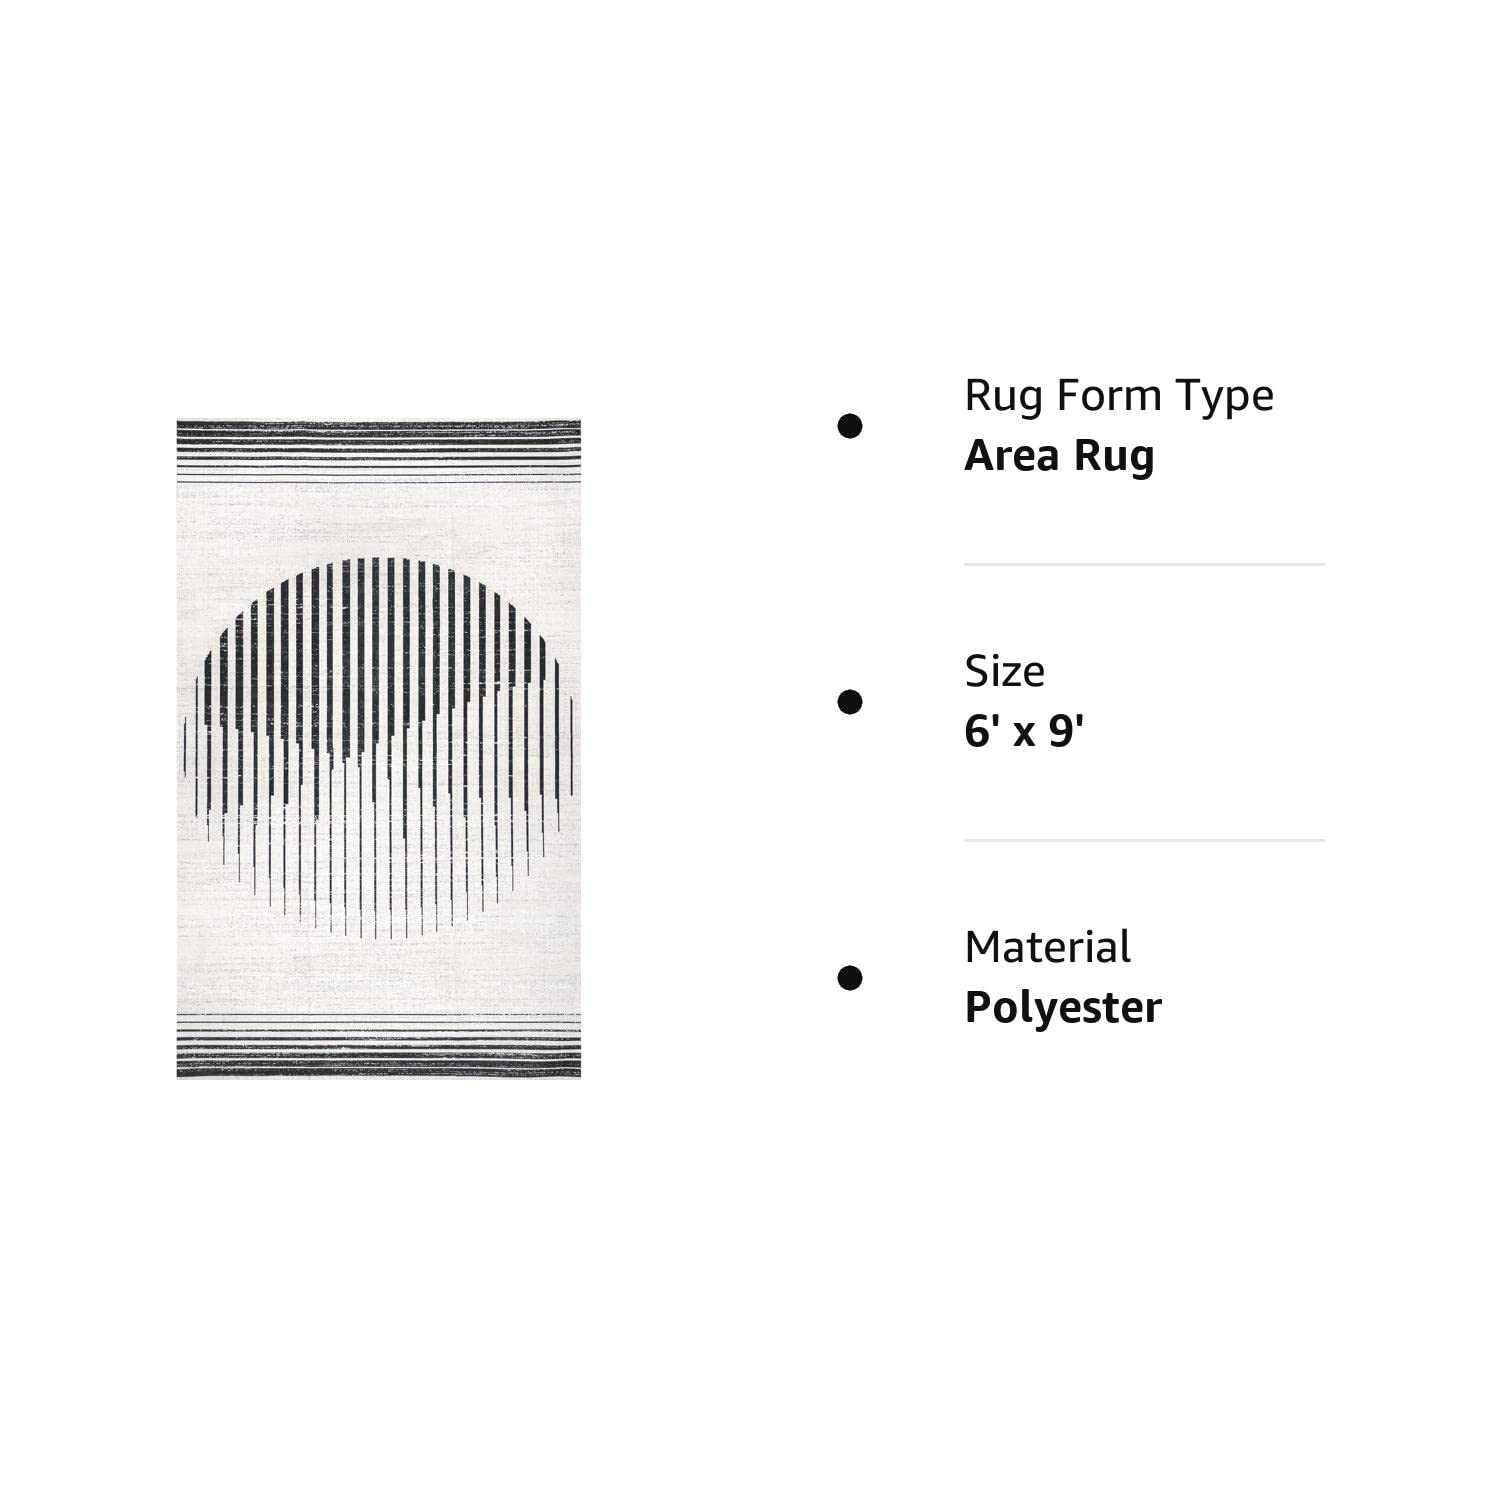 Rug Form Type
Area Rug
Size
6' x 9'
Material
Polyester